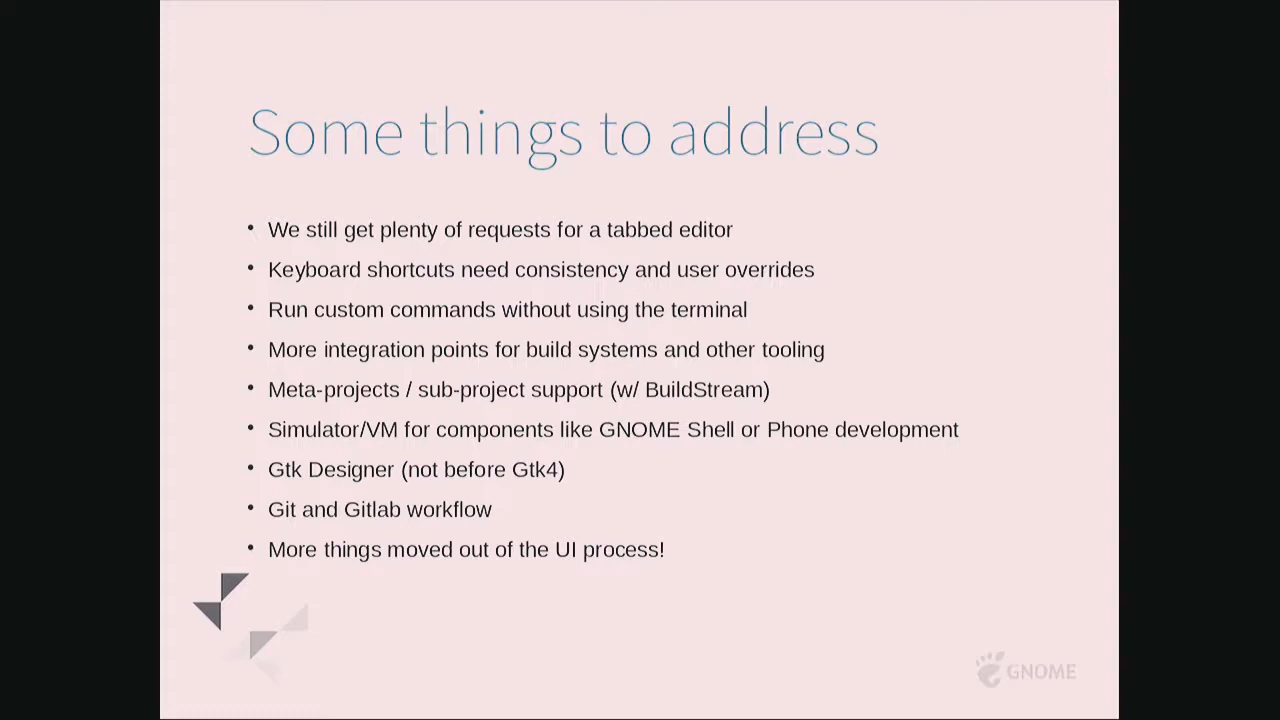 Some things to address
• We still get plenty of requests for a tabbed editor
• Keyboard shortcuts need consistency and user overrides
• Run custom commands without using the terminal
• More integration points for build systems and other tooling
• Meta-projects / sub-project support (w/ BuildStream)
• Simulator/VM for components like GNOME Shell or Phone development
• Gtk Designer (not before Gtk4)
• Git and Gitlab workflow
• More things moved out of the UI process!
GNOME